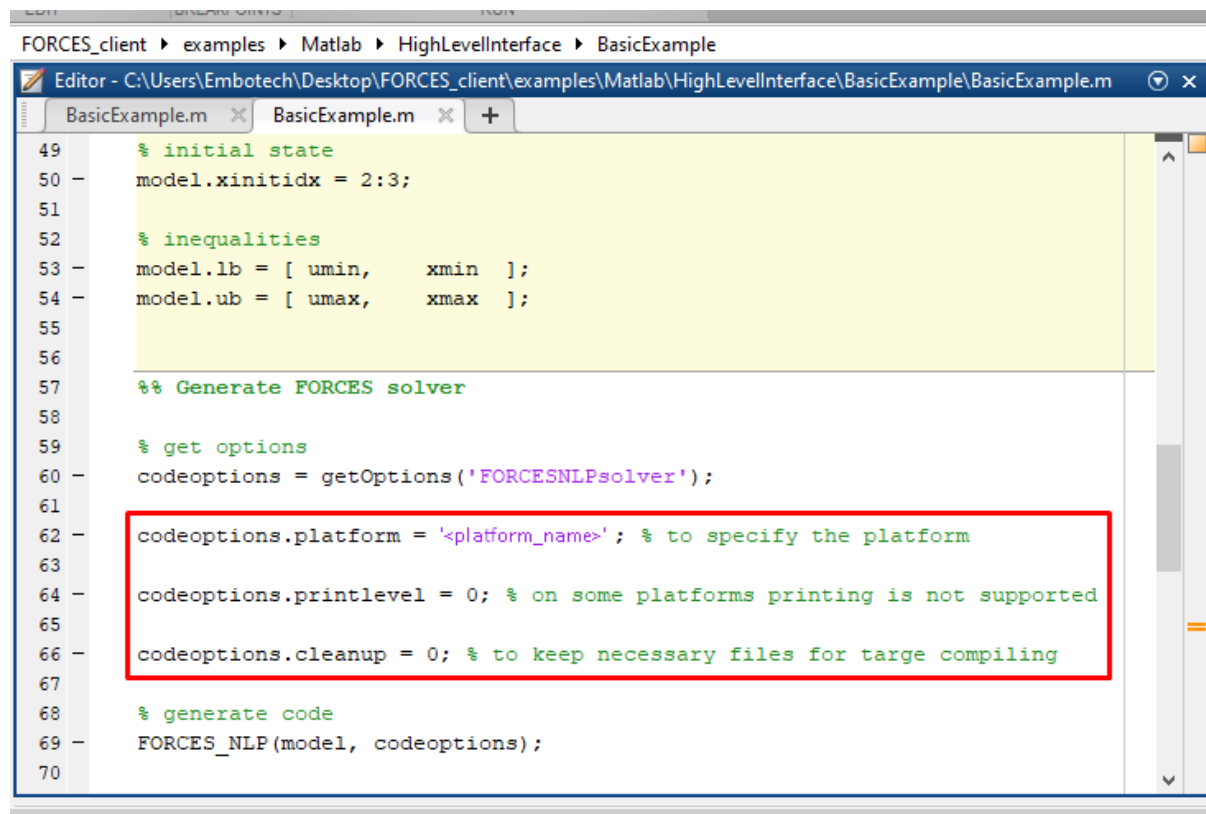 EDIT BREAKPOINTS RUN
FORCES_client ▸ examples ▸ Matlab ▸ HighLevelInterface ▸ BasicExample
Editor - C:\Users\Embotech\Desktop\FORCES_client\examples\Matlab\HighLevelInterface\BasicExample\BasicExample.m
BasicExample.m BasicExample.m +
49 % initial state
50 – model.xinitidx = 2:3;
51
52 % inequalities
53 – model.lb = [ umin, xmin ];
54 – model.ub = [ umax, xmax ];
55
56
57 %% Generate FORCES solver
58
59 % get options
60 – codeoptions = getOptions('FORCESNLPsolver');
61
62 – codeoptions.platform = '<platform_name>'; % to specify the platform
63
64 – codeoptions.printlevel = 0; % on some platforms printing is not supported
65
66 – codeoptions.cleanup = 0; % to keep necessary files for targe compiling
67
68 % generate code
69 – FORCES_NLP(model, codeoptions);
70